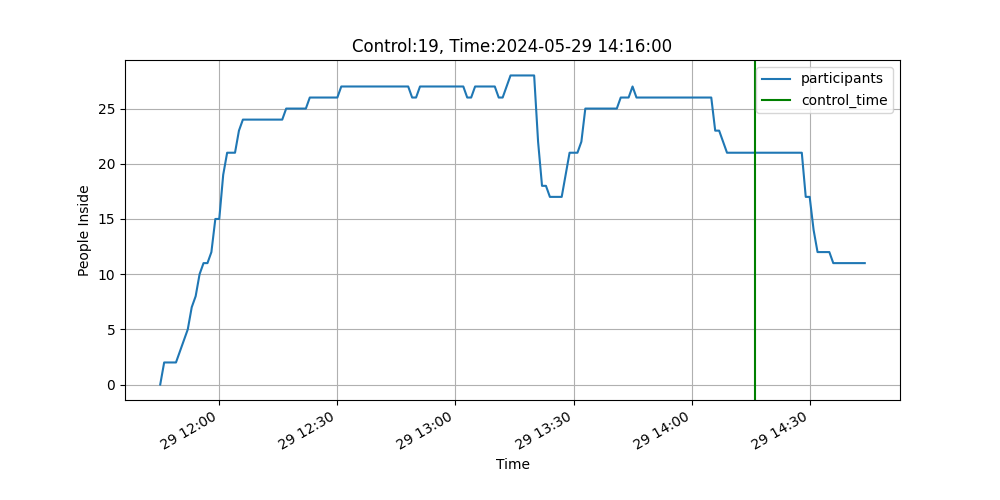 Control:19, Time:2024-05-29 14:16:00
participants
control_time
People Inside
25
20
15
10
5
0
29 12:00
29 12:30
29 13:00
29 13:30
29 14:00
29 14:30
Time